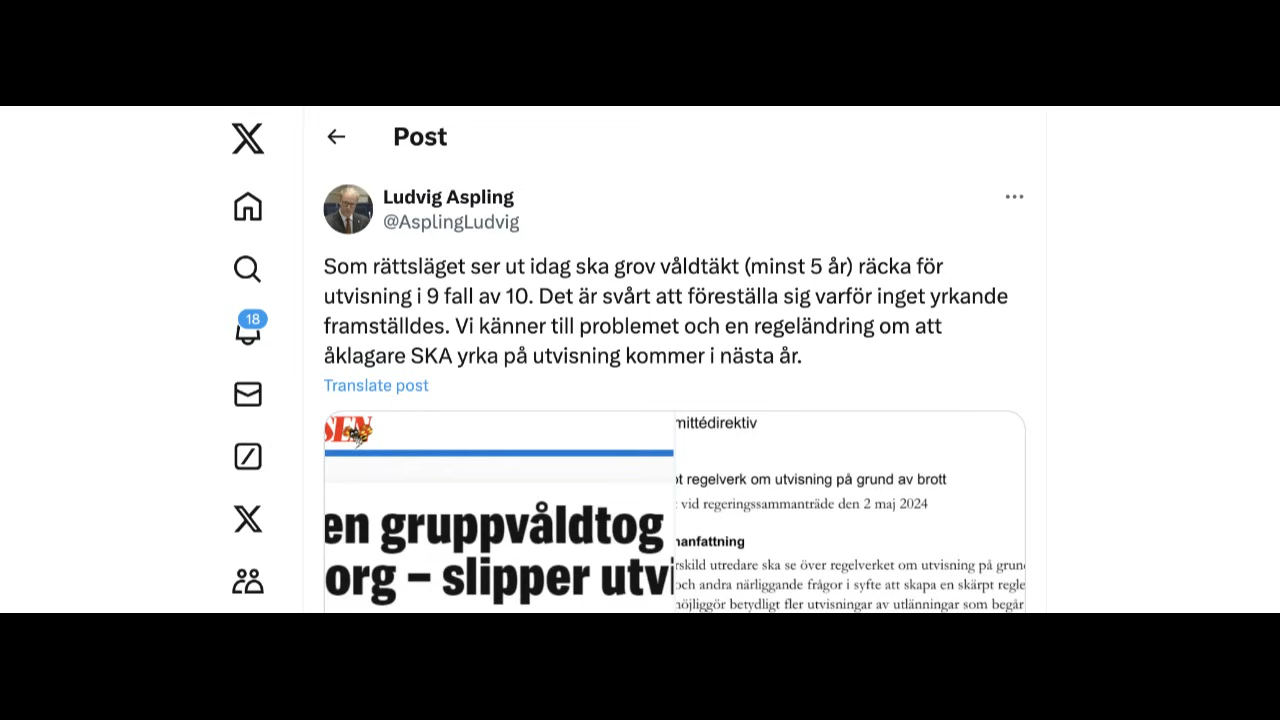 Post
Ludvig Aspling
@AsplingLudvig
Som rättsläget ser ut idag ska grov våldtäkt (minst 5 år) räcka för
utvisning i 9 fall av 10. Det är svårt att föreställa sig varför inget yrkande
framställdes. Vi känner till problemet och en regeländring om att
åklagare SKA yrka på utvisning kommer i nästa år.
Translate post
18
SEN
en gruppvåldtog
org – slipper utvi
mittédirektiv
t regelverk om utvisning på grund av brott
vid regeringssammanträde den 2 maj 2024
anfattning
rskild utredare ska se över regelverket om utvisning på grun
och andra närliggande frågor i syfte att skapa en skärpt regle
möjliggör betydligt fler utvisningar av utlänningar som begår